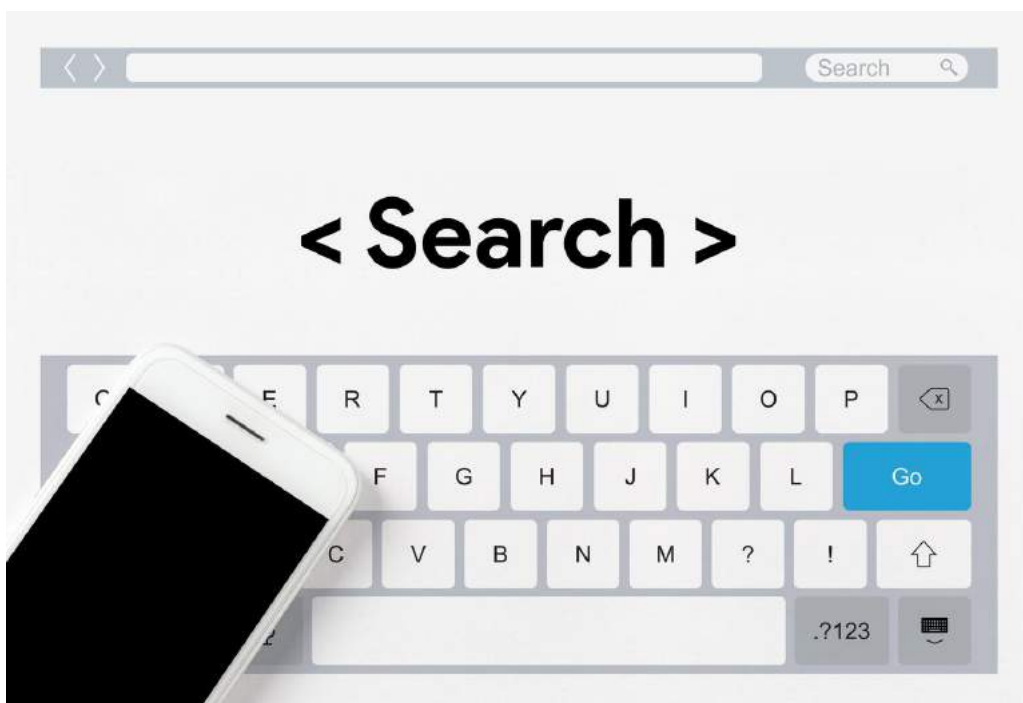 Search
< Search >
E R T Y U I O P
F G H J K L Go
C V B N M ? !
.?123